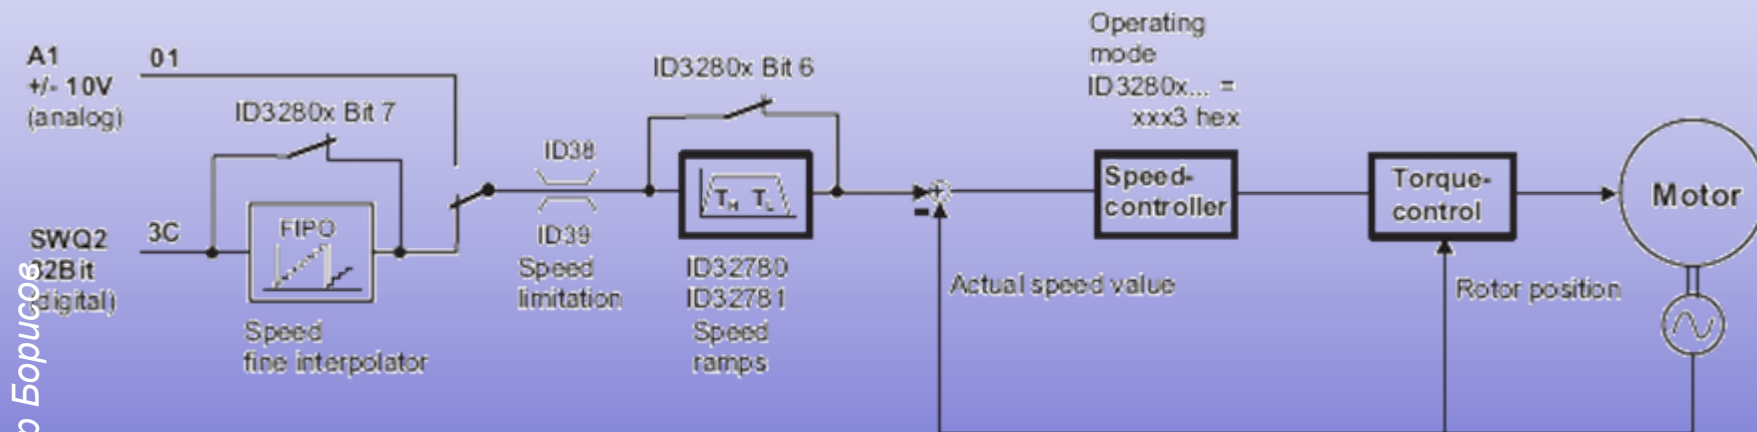 A1
+/- 10V
(analog)
01
ID3280x Bit 7
SWQ2
32Bit
(digital)
3C
FIPO
Speed
fine interpolator
ID38
ID39
Speed
limitation
ID3280x Bit 6
TH TL
ID32780
ID32781
Speed
ramps
+
-
Operating
mode
ID3280x... =
xxx3 hex
Speed-
controller
Actual speed value
Torque-
control
Rotor position
Motor
Борисов